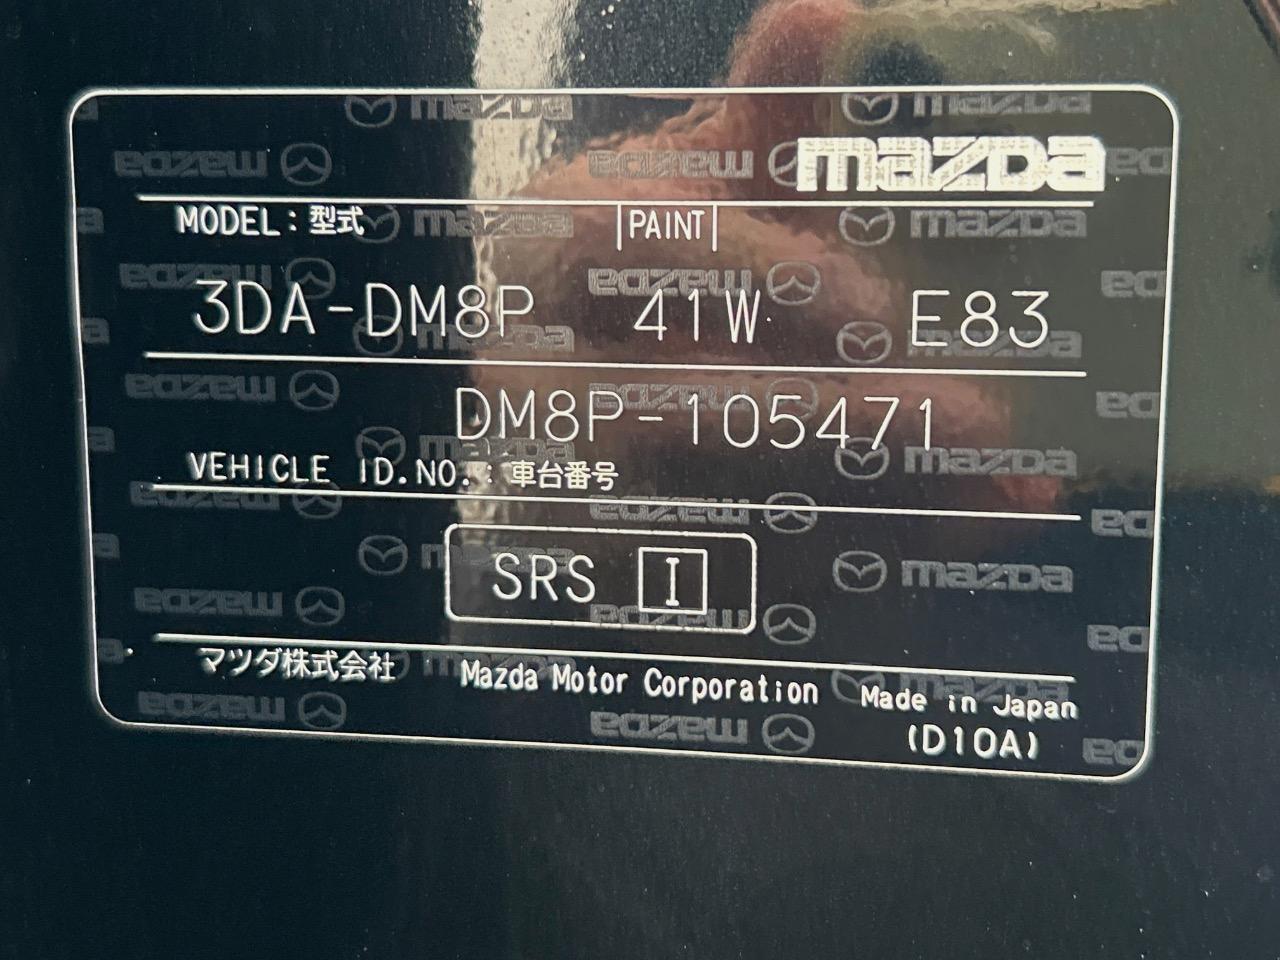 mazda
MODEL : 型式 PAINT
3DA-DM8P 41W E83
DM8P-105471
VEHICLE ID.NO. : 車台番号
SRS I
マツダ株式会社 Mazda Motor Corporation Made in Japan
(D10A)